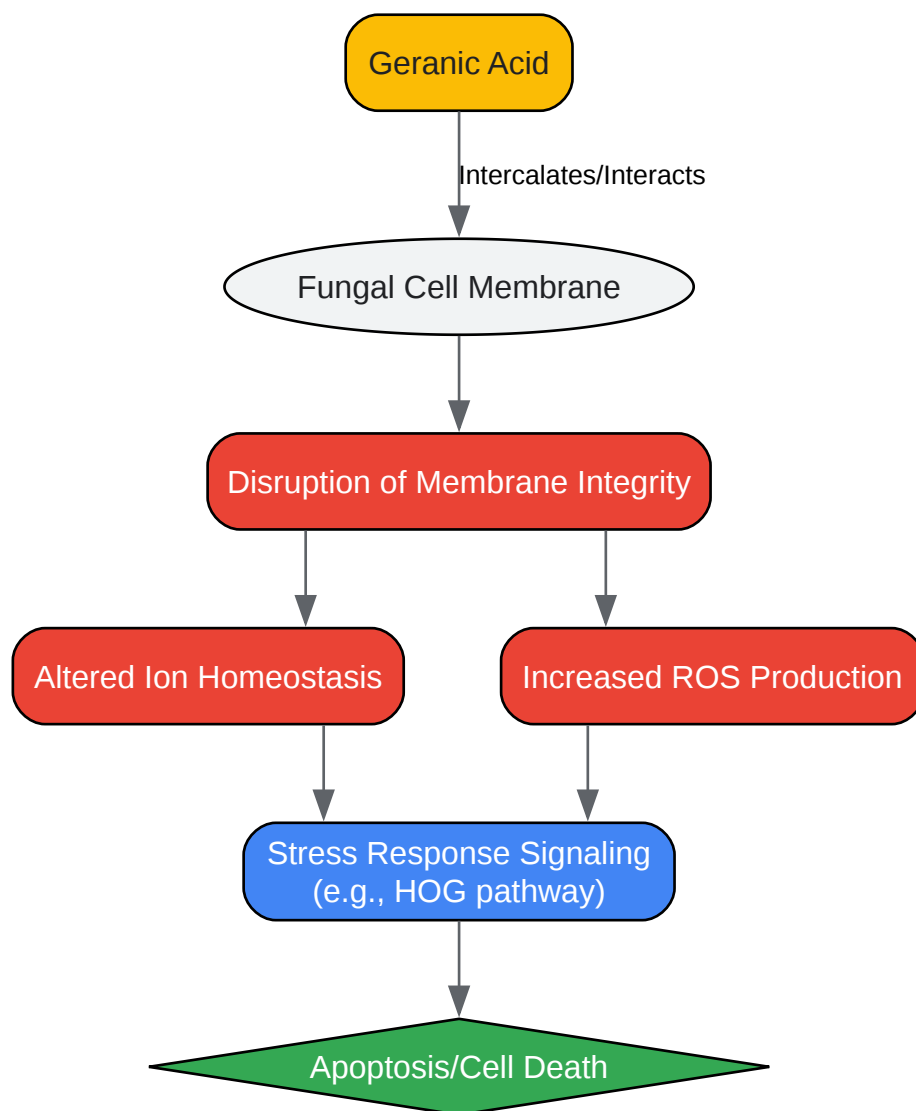 Geranic Acid
Intercalates/Interacts
Fungal Cell Membrane
Disruption of Membrane Integrity
Altered Ion Homeostasis
Increased ROS Production
Stress Response Signaling
(e.g., HOG pathway)
Apoptosis/Cell Death